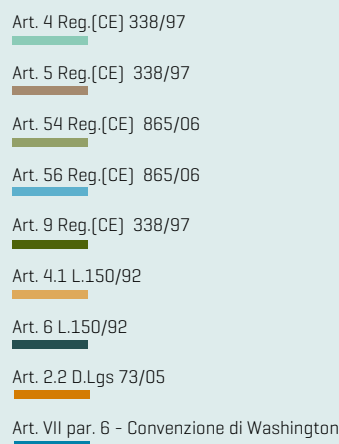 Art. 4 Reg.(CE) 338/97
Art. 5 Reg.(CE) 338/97
Art. 54 Reg.(CE) 865/06
Art. 56 Reg.(CE) 865/06
Art. 9 Reg.(CE) 338/97
Art. 4.1 L.150/92
Art. 6 L.150/92
Art. 2.2 D.Lgs 73/05
Art. VII par. 6 - Convenzione di Washington